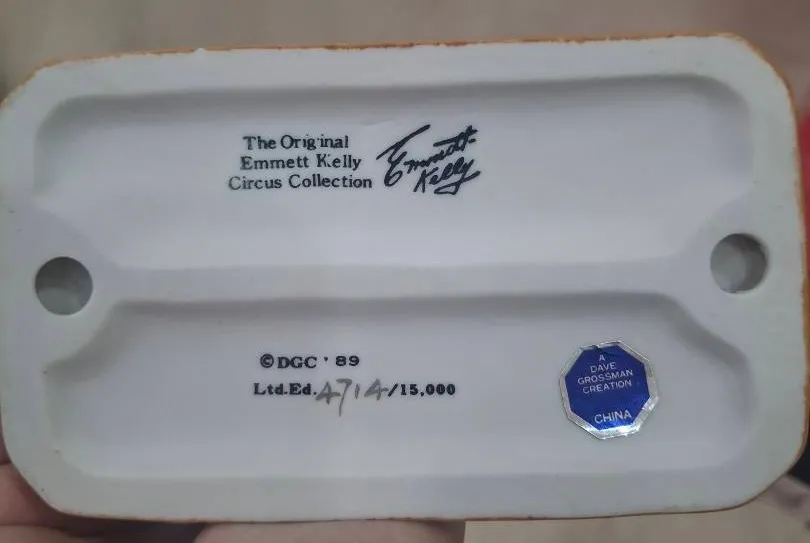 The Original
Emmett Kelly
Circus Collection
Emmett
Kelly
©DGC '89
Ltd.Ed. 4714/15,000
A
DAVE
GROSSMAN
CREATION
CHINA